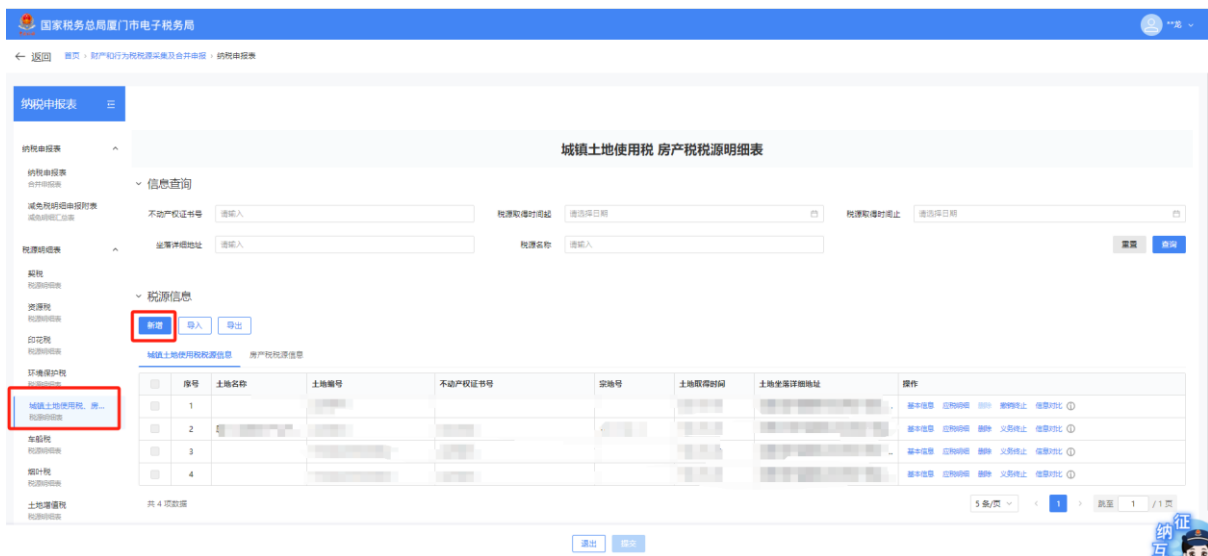 国家税务总局厦门市电子税务局
**龙
← 返回 首页 › 财产和行为税税源采集及合并申报 › 纳税申报表
纳税申报表
城镇土地使用税 房产税税源明细表
纳税申报表
纳税申报表
合并申报表
减免税明细申报附表
减免明细汇总表
税源明细表
契税
税源明细表
资源税
税源明细表
印花税
税源明细表
环境保护税
税源明细表
城镇土地使用税、房...
税源明细表
车船税
税源明细表
烟叶税
税源明细表
土地增值税
税源明细表
信息查询
不动产权证书号 请输入 税源取得时间起 请选择日期 税源取得时间止 请选择日期
坐落详细地址 请输入 税源名称 请输入 重置 查询
税源信息
新增 导入 导出
城镇土地使用税税源信息 房产税税源信息
序号 土地名称 土地编号 不动产权证书号 宗地号 土地取得时间 土地坐落详细地址 操作
1 基本信息 应税明细 删除 撤销终止 信息对比
2 基本信息 应税明细 删除 义务终止 信息对比
3 基本信息 应税明细 删除 义务终止 信息对比
4 基本信息 应税明细 删除 义务终止 信息对比
共 4 项数据 5 条/页 ‹ 1 › 跳至 1 /1 页
退出 提交
征
纳
互